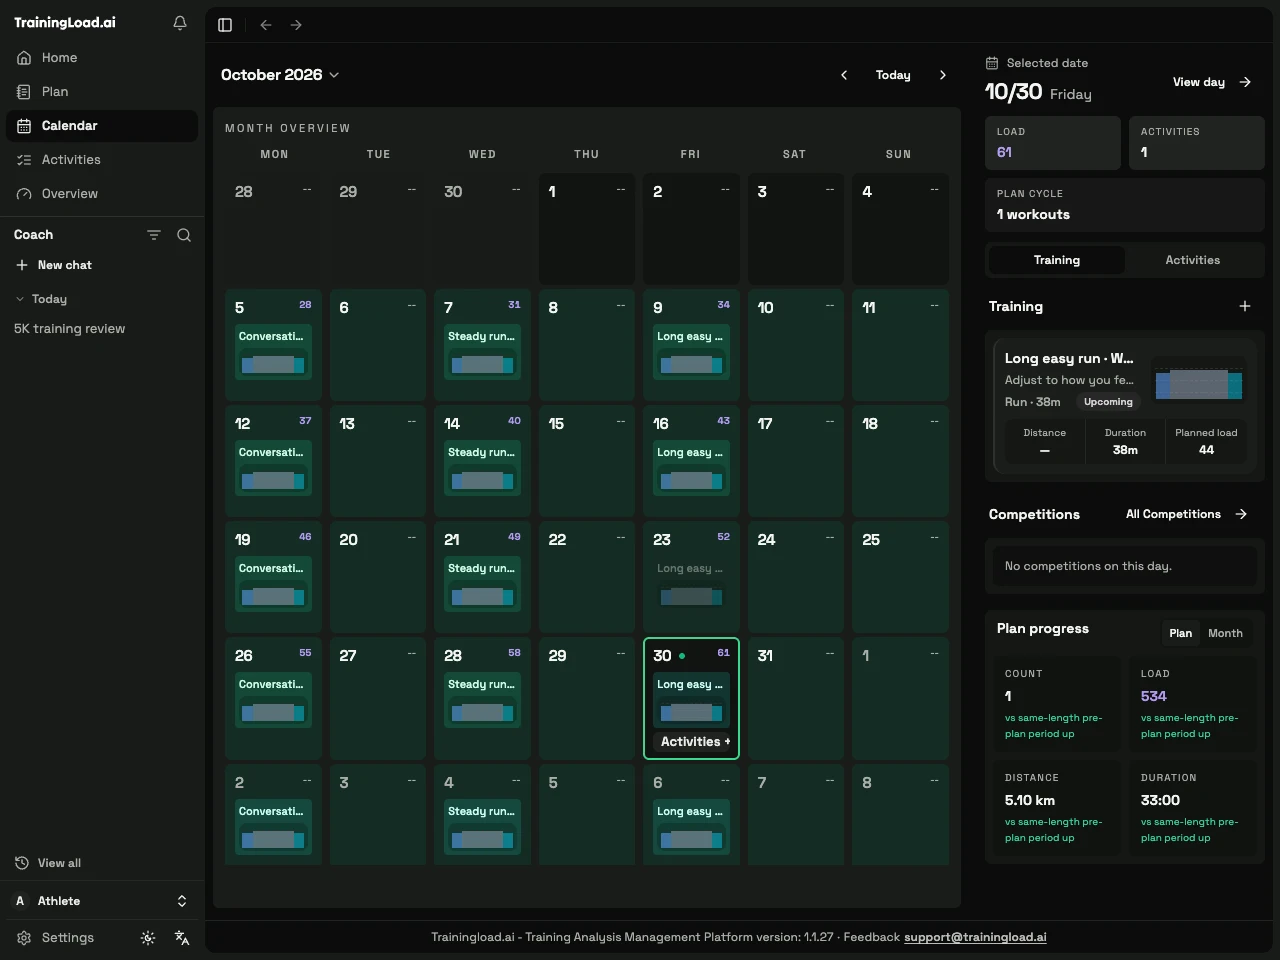 TrainingLoad.ai
Home
Plan
Calendar
Activities
Overview
Coach
New chat
Today
5K training review
View all
A Athlete
Settings
October 2026
Today
MONTH OVERVIEW
MON TUE WED THU FRI SAT SUN
28 -- 29 -- 30 -- 1 -- 2 -- 3 -- 4 --
5 28 6 -- 7 31 8 -- 9 34 10 -- 11 --
Conversati... Steady run... Long easy ...
12 37 13 -- 14 40 15 -- 16 43 17 -- 18 --
Conversati... Steady run... Long easy ...
19 46 20 -- 21 49 22 -- 23 52 24 -- 25 --
Conversati... Steady run... Long easy ...
26 55 27 -- 28 58 29 -- 30 61 31 -- 1 --
Conversati... Steady run... Long easy ...
Activities +
2 -- 3 -- 4 -- 5 -- 6 -- 7 -- 8 --
Conversati... Steady run... Long easy ...
Selected date
10/30 Friday
View day
LOAD
61
ACTIVITIES
1
PLAN CYCLE
1 workouts
Training Activities
Training
Long easy run · W...
Adjust to how you fe...
Run · 38m Upcoming
Distance Duration Planned load
— 38m 44
Competitions All Competitions
No competitions on this day.
Plan progress Plan Month
COUNT
1
vs same-length pre-
plan period up
LOAD
534
vs same-length pre-
plan period up
DISTANCE
5.10 km
vs same-length pre-
plan period up
DURATION
33:00
vs same-length pre-
plan period up
Trainingload.ai - Training Analysis Management Platform version: 1.1.27 · Feedback support@trainingload.ai